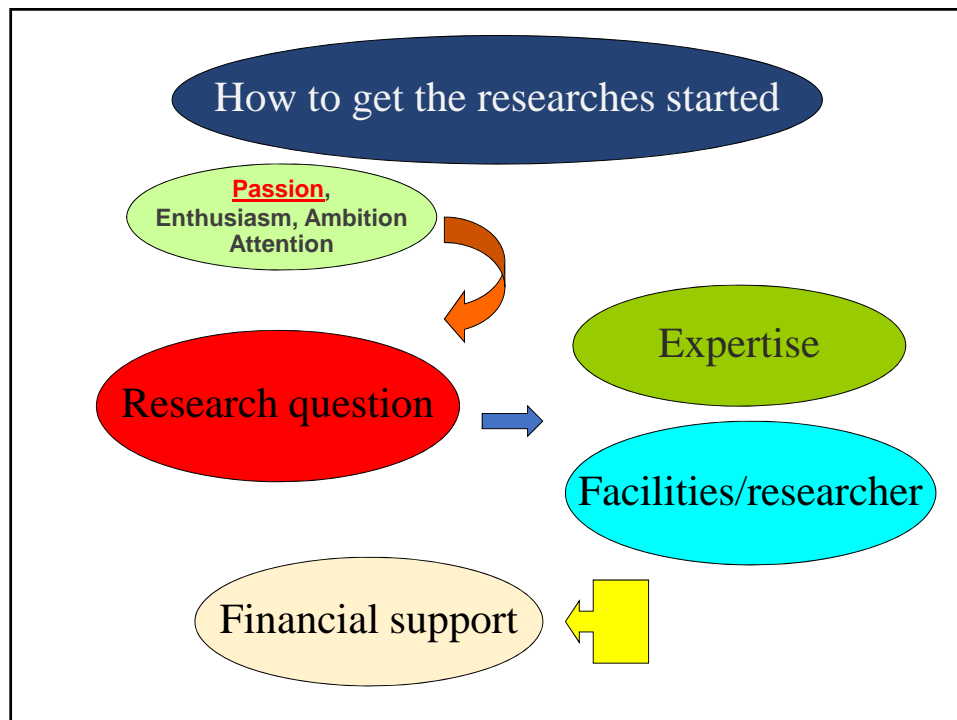 How to get the researches started
Passion,
Enthusiasm, Ambition
Attention
Research question
Expertise
Facilities/researcher
Financial support